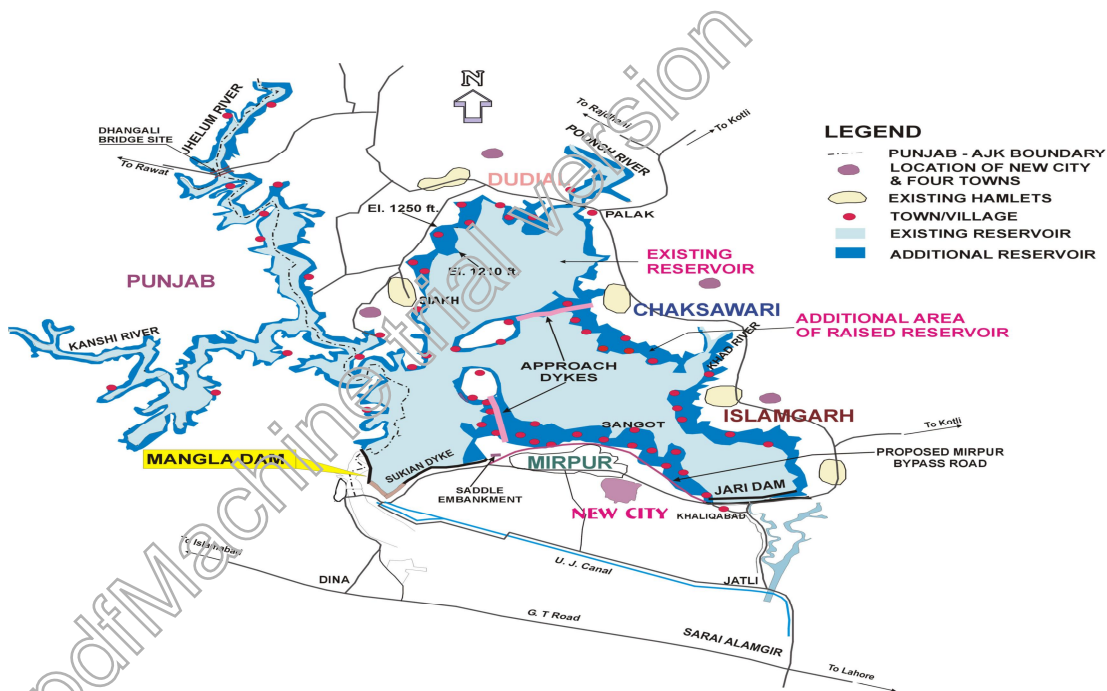 pdfMachine trial version
N
JHELUM RIVER
DHANGALI
BRIDGE SITE
To Rawat
To Kotli
POONCH RIVER
DUDIAL
PALAK
El. 1250 ft.
El. 1210 ft
LEGEND
PUNJAB - AJK BOUNDARY
LOCATION OF NEW CITY
& FOUR TOWNS
EXISTING HAMLETS
TOWN/VILLAGE
EXISTING RESERVOIR
ADDITIONAL RESERVOIR
EXISTING
RESERVOIR
PUNJAB
SIAKH
CHAKSAWARI
ADDITIONAL AREA
OF RAISED RESERVOIR
KANSHI RIVER
KHAD RIVER
APPROACH
DYKES
ISLAMGARH
SANGOT
To Kotli
MANGLA DAM
SUKIAN DYKE
MIRPUR
PROPOSED MIRPUR
BYPASS ROAD
SADDLE
EMBANKMENT
JARI DAM
NEW CITY
KHALIQABAD
To Islamabad
U. J. Canal
DINA
JATLI
G. T Road
SARAI ALAMGIR
To Lahore